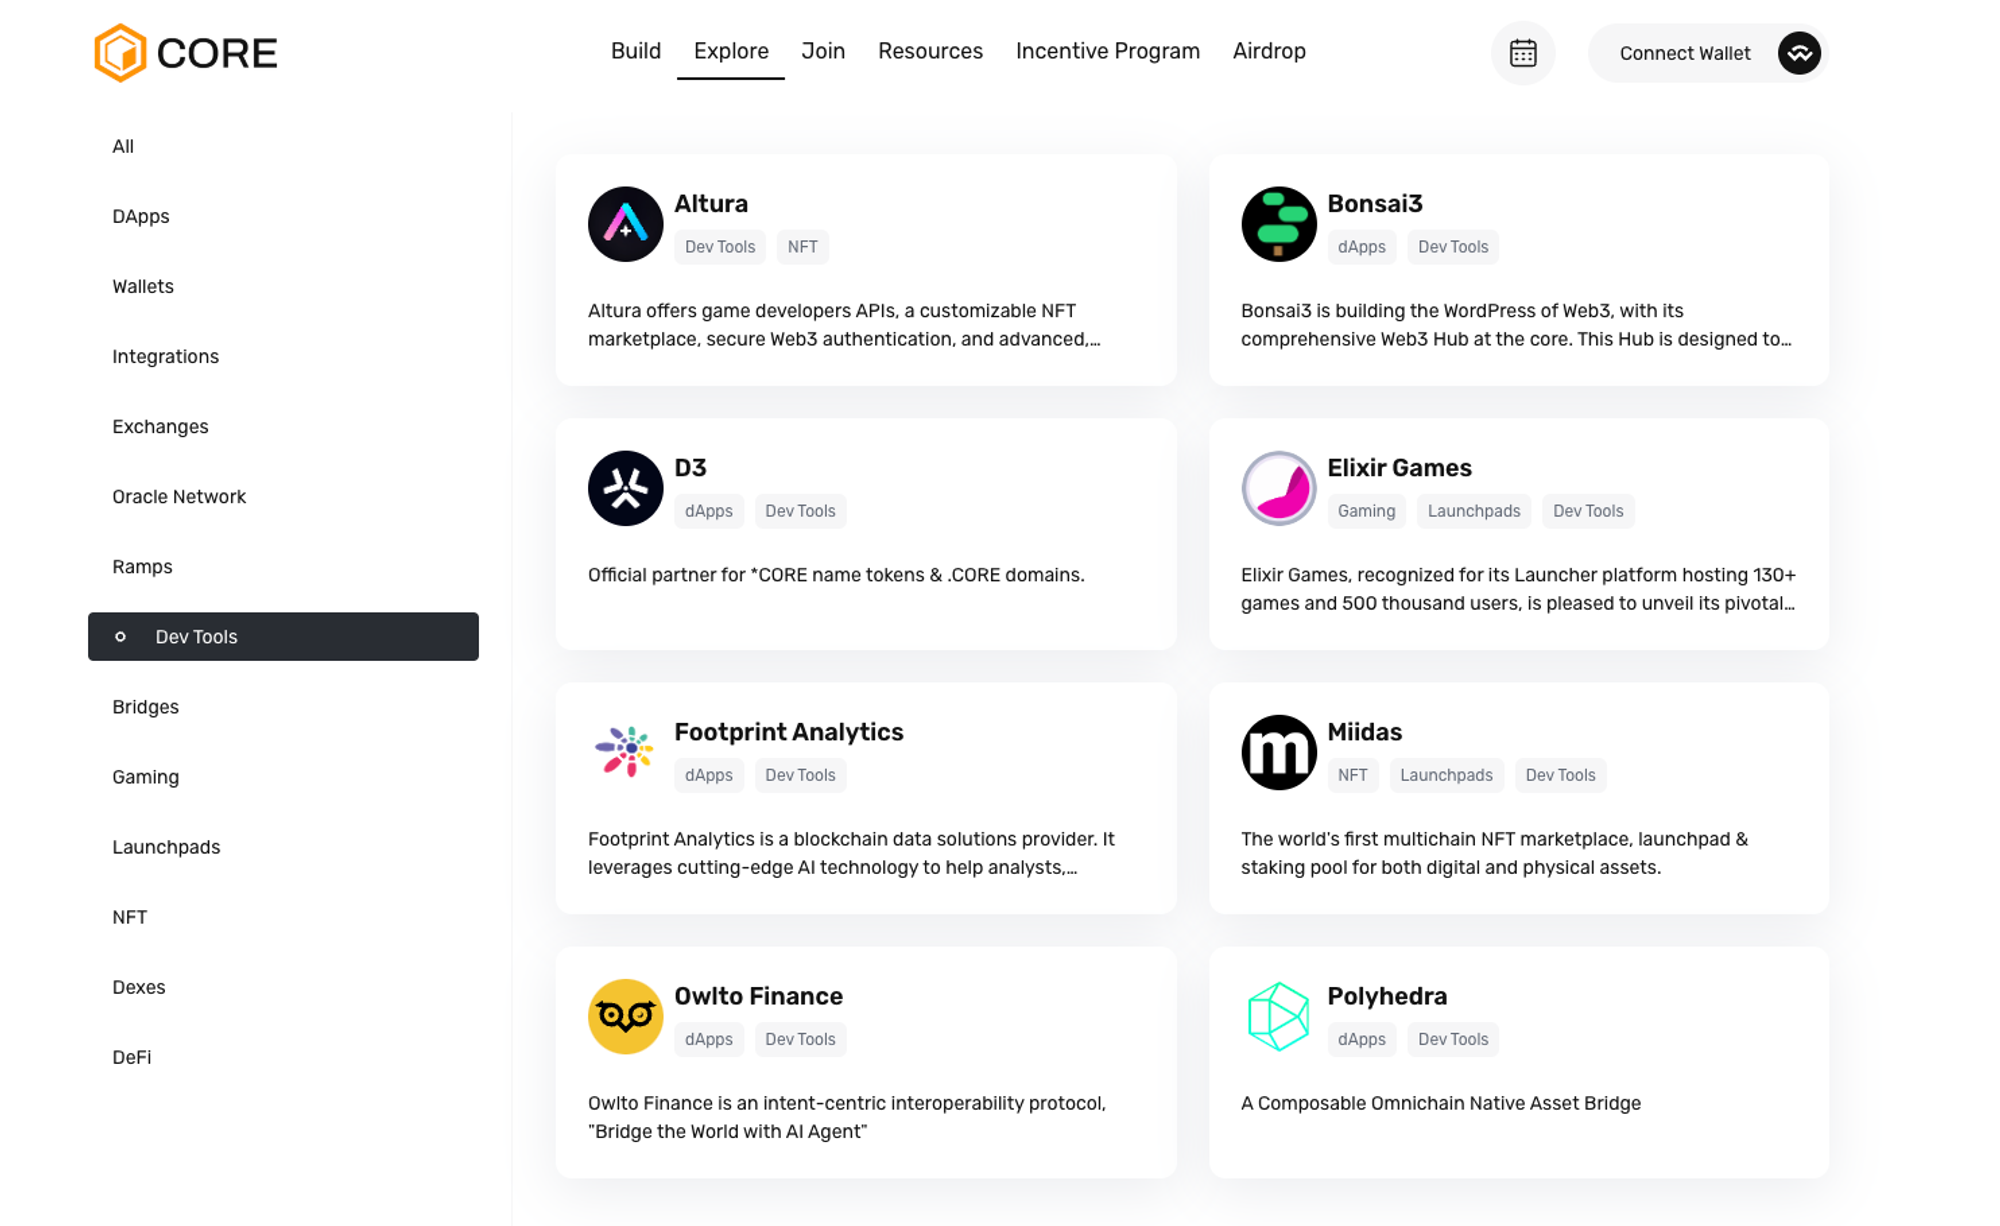 CORE
Build
Explore
Join
Resources
Incentive Program
Airdrop
Connect Wallet
All
DApps
Wallets
Integrations
Exchanges
Oracle Network
Ramps
Dev Tools
Bridges
Gaming
Launchpads
NFT
Dexes
DeFi
Altura
Dev Tools
NFT
Altura offers game developers APIs, a customizable NFT
marketplace, secure Web3 authentication, and advanced,...
Bonsai3
dApps
Dev Tools
Bonsai3 is building the WordPress of Web3, with its
comprehensive Web3 Hub at the core. This Hub is designed to...
D3
dApps
Dev Tools
Official partner for *CORE name tokens & .CORE domains.
Elixir Games
Gaming
Launchpads
Dev Tools
Elixir Games, recognized for its Launcher platform hosting 130+
games and 500 thousand users, is pleased to unveil its pivotal...
Footprint Analytics
dApps
Dev Tools
Footprint Analytics is a blockchain data solutions provider. It
leverages cutting-edge AI technology to help analysts,...
m
Miidas
NFT
Launchpads
Dev Tools
The world's first multichain NFT marketplace, launchpad &
staking pool for both digital and physical assets.
Owlto Finance
dApps
Dev Tools
Owlto Finance is an intent-centric interoperability protocol,
"Bridge the World with AI Agent"
Polyhedra
dApps
Dev Tools
A Composable Omnichain Native Asset Bridge